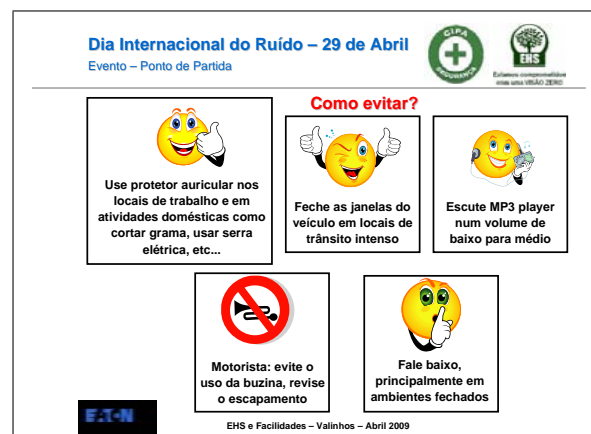 Dia Internacional do Ruído – 29 de Abril
Evento – Ponto de Partida
CIPA
SEGURANÇA
EHS
Estamos comprometidos
com uma VISÃO ZERO
Como evitar?
Use protetor auricular nos
locais de trabalho e em
atividades domésticas como
cortar grama, usar serra
elétrica, etc...
Feche as janelas do
veículo em locais de
trânsito intenso
Escute MP3 player
num volume de
baixo para médio
Motorista: evite o
uso da buzina, revise
o escapamento
Fale baixo,
principalmente em
ambientes fechados
EATON
EHS e Facilidades – Valinhos – Abril 2009